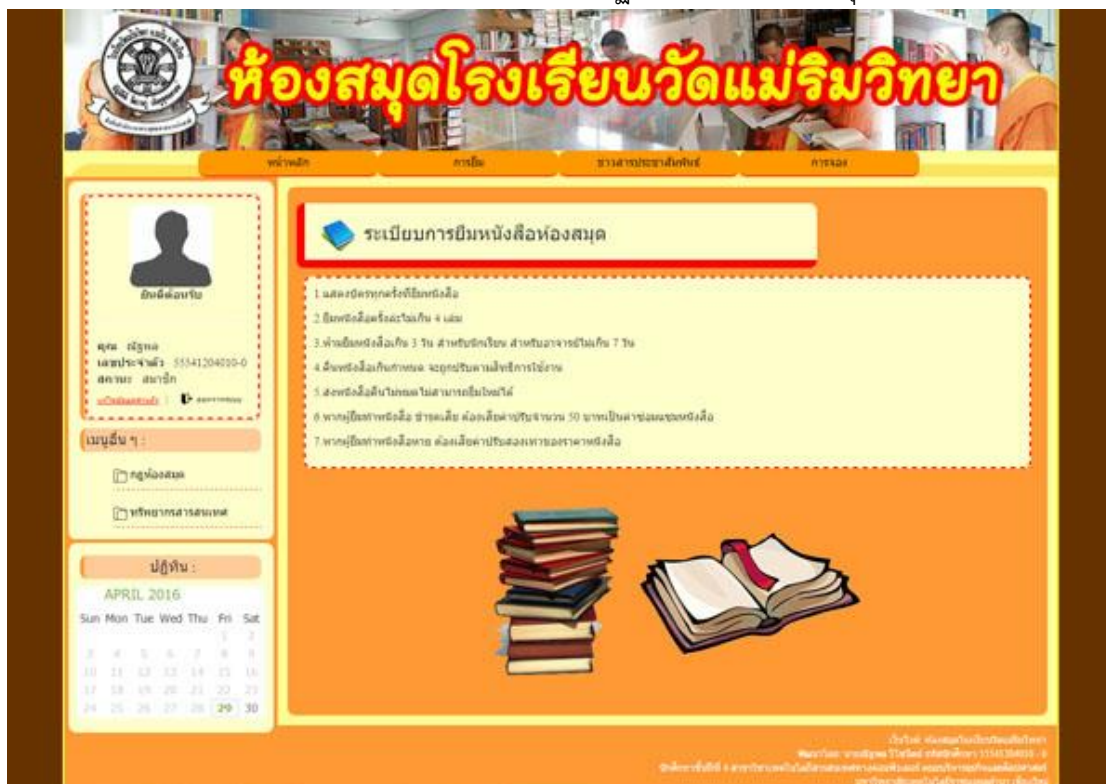 ห้องสมุดโรงเรียนวัดแม่ริมวิทยา
หน้าหลัก การยืม ข่าวสารประชาสัมพันธ์ การจอง
ยินดีต้อนรับ
คุณ ณัฐพล
เลขประจำตัว 55541204010-0
สถานะ สมาชิก
แก้ไขข้อมูลส่วนตัว | ออกจากระบบ
เมนูอื่น ๆ :
กฎห้องสมุด
ทรัพยากรสารสนเทศ
ปฏิทิน :
APRIL 2016
Sun Mon Tue Wed Thu Fri Sat
1 2
3 4 5 6 7 8 9
10 11 12 13 14 15 16
17 18 19 20 21 22 23
24 25 26 27 28 29 30
ระเบียบการยืมหนังสือห้องสมุด
1.แสดงบัตรทุกครั้งที่ยืมหนังสือ
2.ยืมหนังสือครั้งละไม่เกิน 4 เล่ม
3.ห้ามยืมหนังสือเกิน 3 วัน สำหรับนักเรียน สำหรับอาจารย์ไม่เกิน 7 วัน
4.คืนหนังสือเกินกำหนด จะถูกปรับตามสิทธิการใช้งาน
5.ส่งหนังสือคืนไม่หมดไม่สามารถยืมใหม่ได้
6.หากผู้ยืมทำหนังสือ ชำรุดเสีย ต้องเสียค่าปรับจำนวน 50 บาทเป็นค่าซ่อมแซมหนังสือ
7.หากผู้ยืมทำหนังสือหาย ต้องเสียค่าปรับสองเท่าของราคาหนังสือ